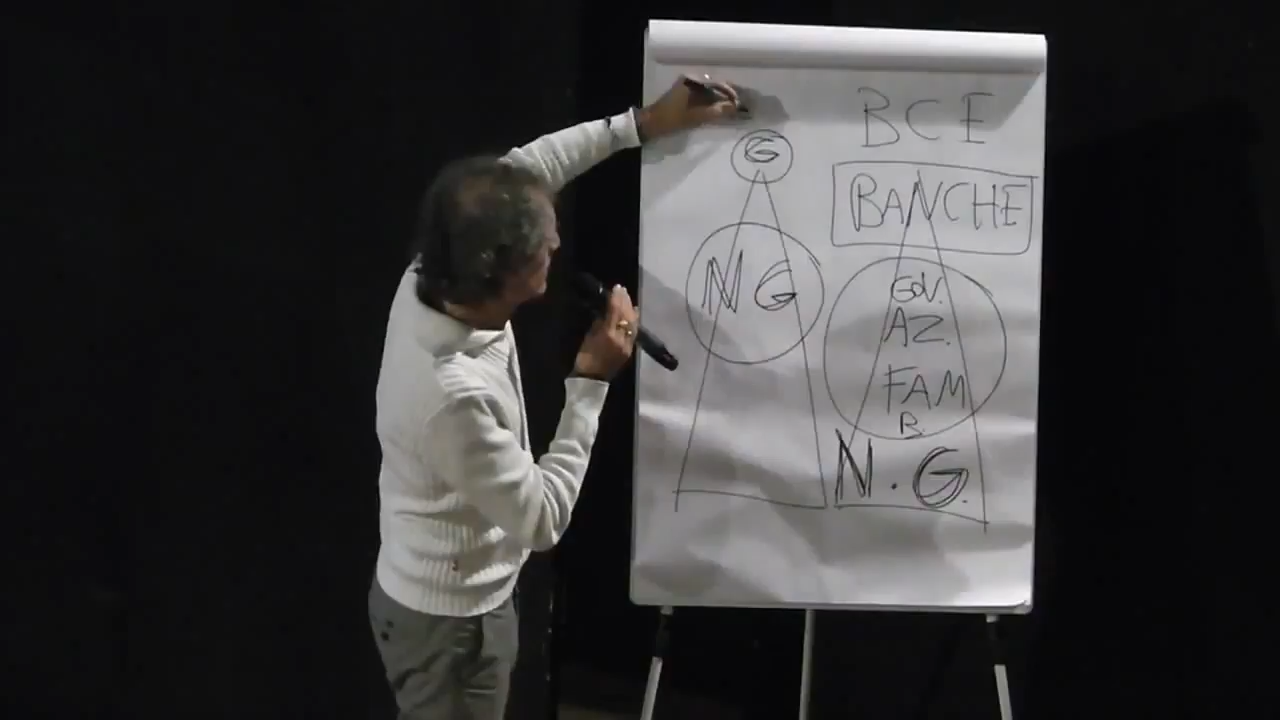 G
NG
BCE
BANCHE
GOV.
AZ.
FAM
B.
N.G.